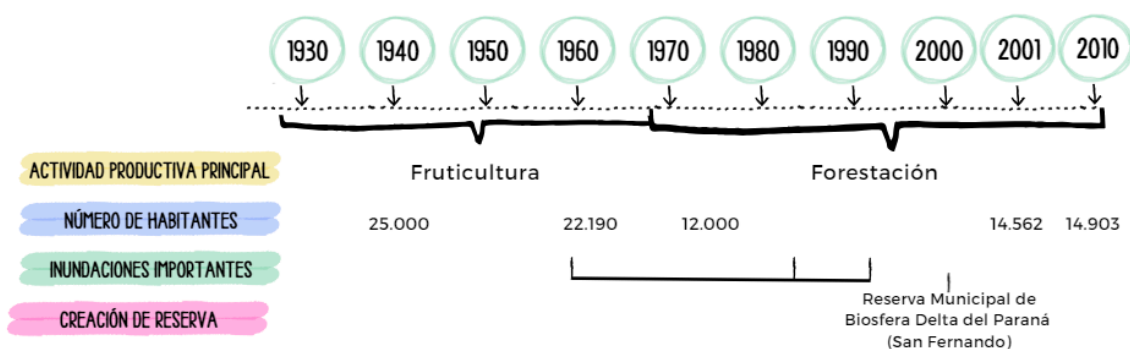 1930 1940 1950 1960 1970 1980 1990 2000 2001 2010
ACTIVIDAD PRODUCTIVA PRINCIPAL Fruticultura Forestación
NÚMERO DE HABITANTES 25.000 22.190 12.000 14.562 14.903
INUNDACIONES IMPORTANTES
CREACIÓN DE RESERVA Reserva Municipal de
Biosfera Delta del Paraná
(San Fernando)